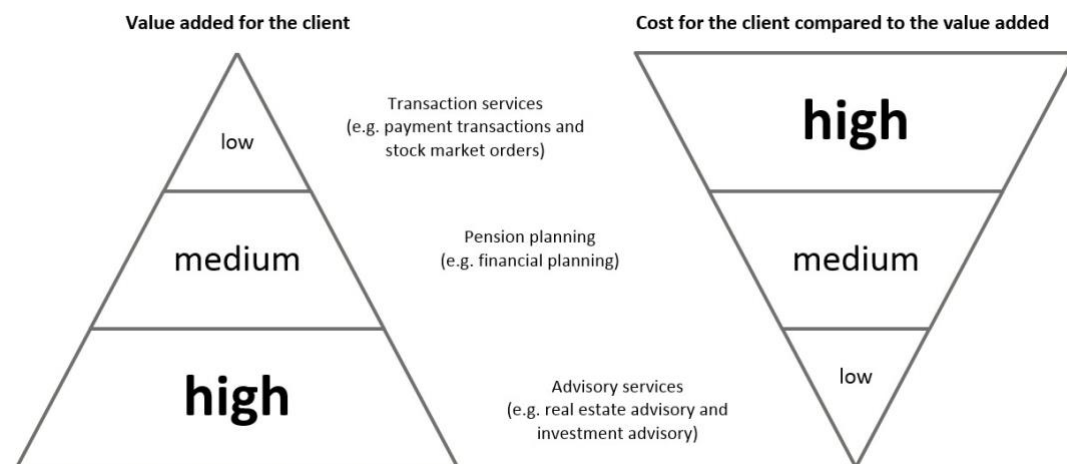 Value added for the client
Cost for the client compared to the value added
low
Transaction services
(e.g. payment transactions and
stock market orders)
high
medium
Pension planning
(e.g. financial planning)
medium
high
Advisory services
(e.g. real estate advisory and
investment advisory)
low